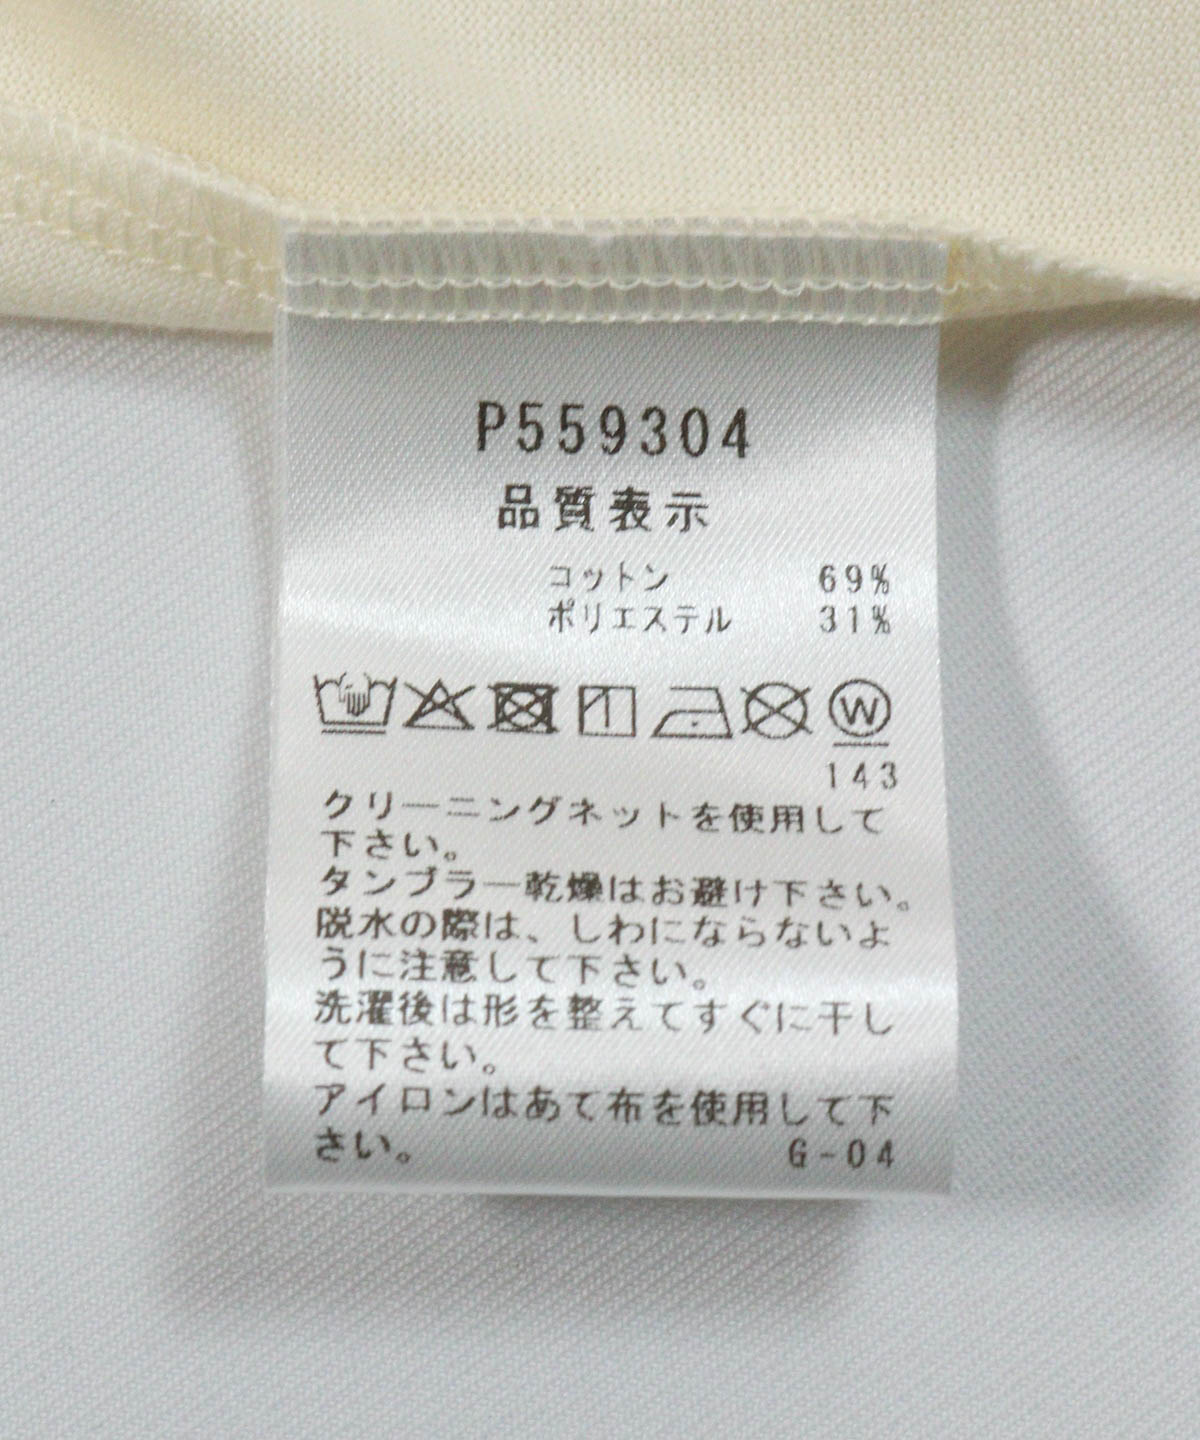 P559304
品質表示
コットン 69%
ポリエステル 31%
W
143
クリーニングネットを使用して
下さい。
タンブラー乾燥はお避け下さい。
脱水の際は、しわにならないよ
うに注意して下さい。
洗濯後は形を整えてすぐに干し
て下さい。
アイロンはあて布を使用して下
さい。 G-04